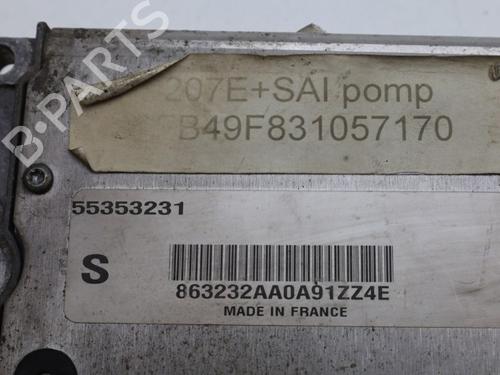 207E+SAI pomp
B49F831057170
55353231
S
863232AA0A91ZZ4E
MADE IN FRANCE
B-PARTS